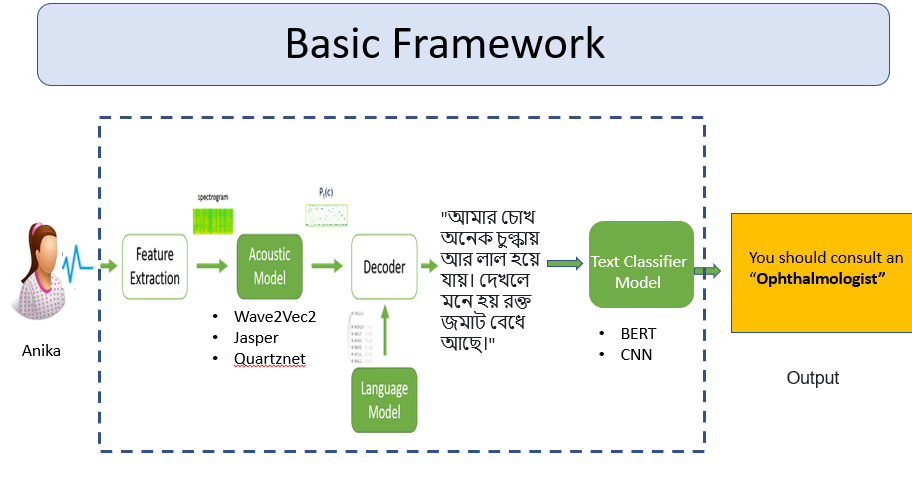 Basic Framework
spectrogram
Pt(c)
Feature
Extraction
Acoustic
Model
Decoder
"আমার চোখ
অনেক চুল্কায়
আর লাল হয়ে
যায়। দেখলে
মনে হয় রক্ত
জমাট বেধে
আছে।"
Text Classifier
Model
You should consult an
“Ophthalmologist”
Anika
• Wave2Vec2
• Jasper
• Quartznet
Language
Model
• BERT
• CNN
Output